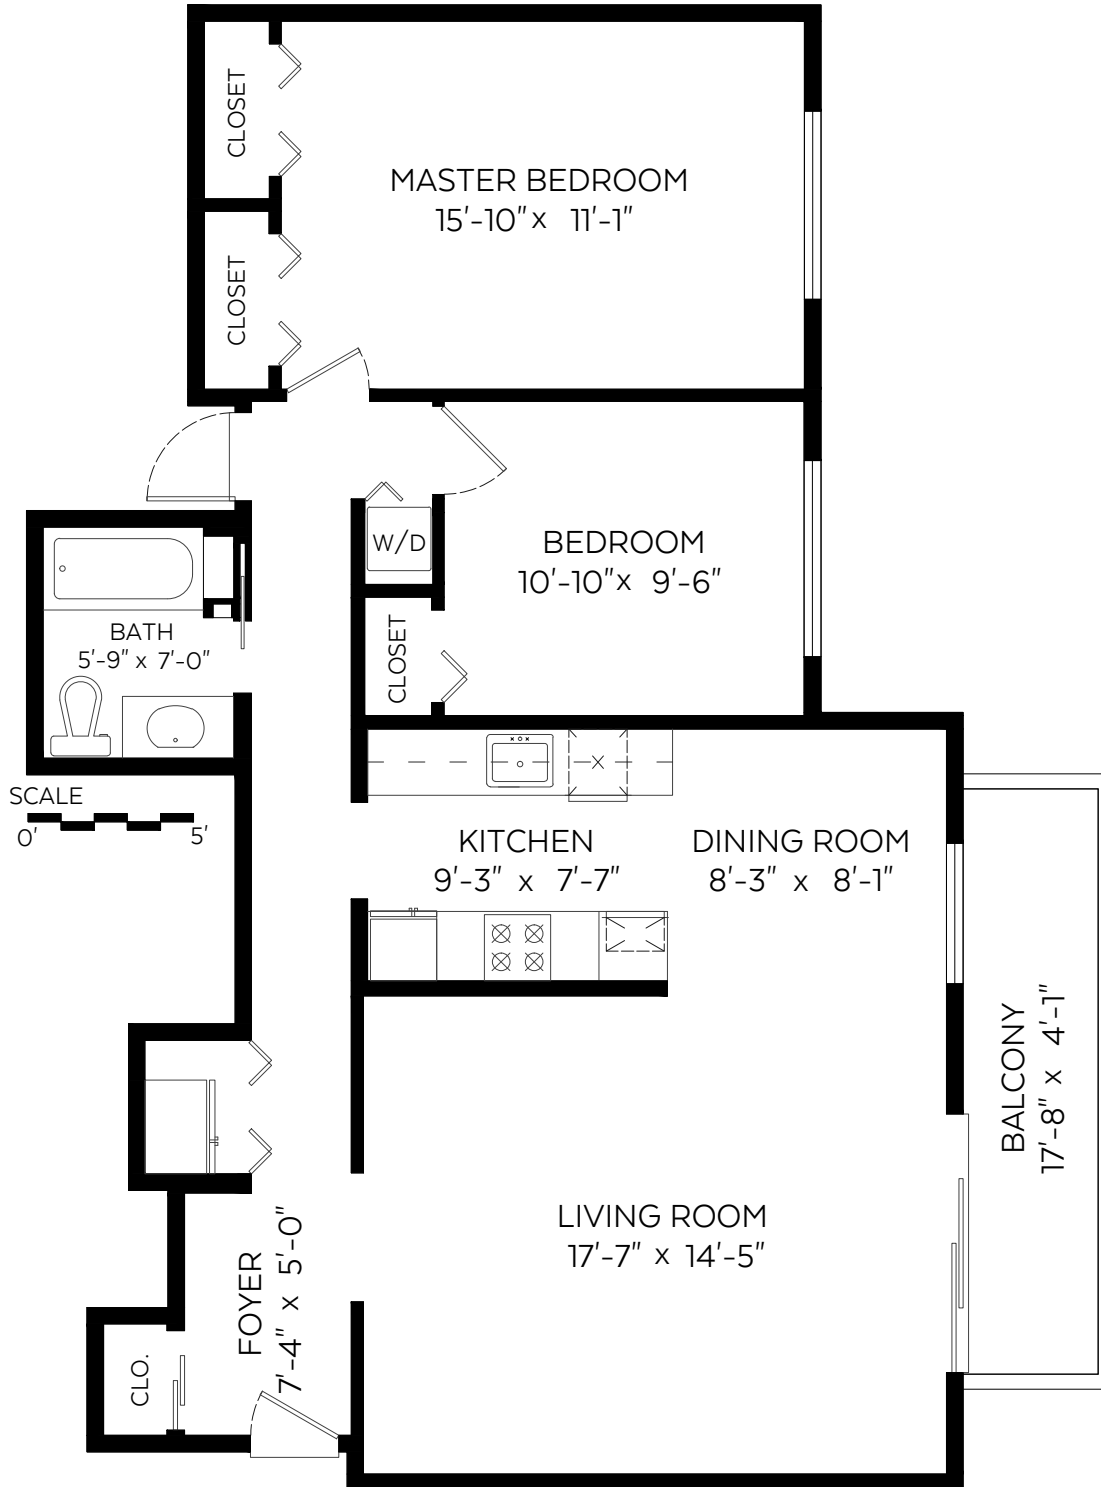 CLOSET
MASTER BEDROOM
15'-10" x 11'-1"
CLOSET
W/D
BEDROOM
10'-10" x 9'-6"
BATH
5'-9" x 7'-0"
CLOSET
SCALE
0' 5'
KITCHEN
9'-3" x 7'-7"
DINING ROOM
8'-3" x 8'-1"
BALCONY
17'-8" x 4'-1"
LIVING ROOM
17'-7" x 14'-5"
FOYER
7'-4" x 5'-0"
CLO.